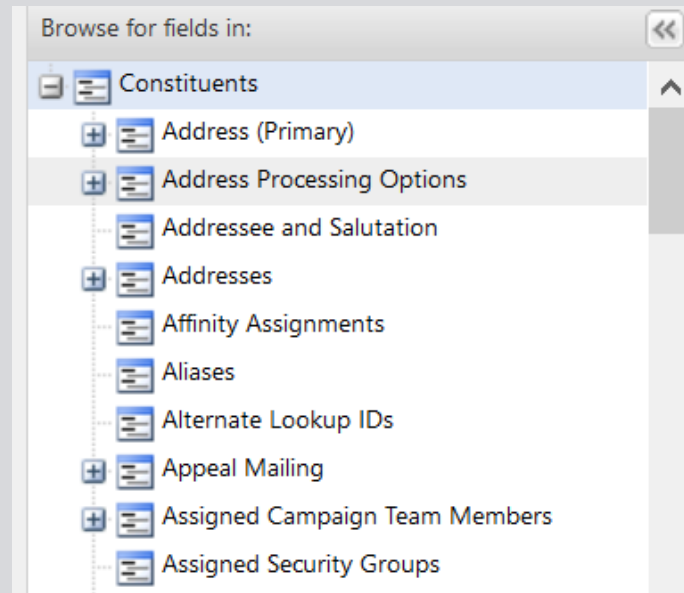 Browse for fields in:
Constituents
Address (Primary)
Address Processing Options
Addressee and Salutation
Addresses
Affinity Assignments
Aliases
Alternate Lookup IDs
Appeal Mailing
Assigned Campaign Team Members
Assigned Security Groups